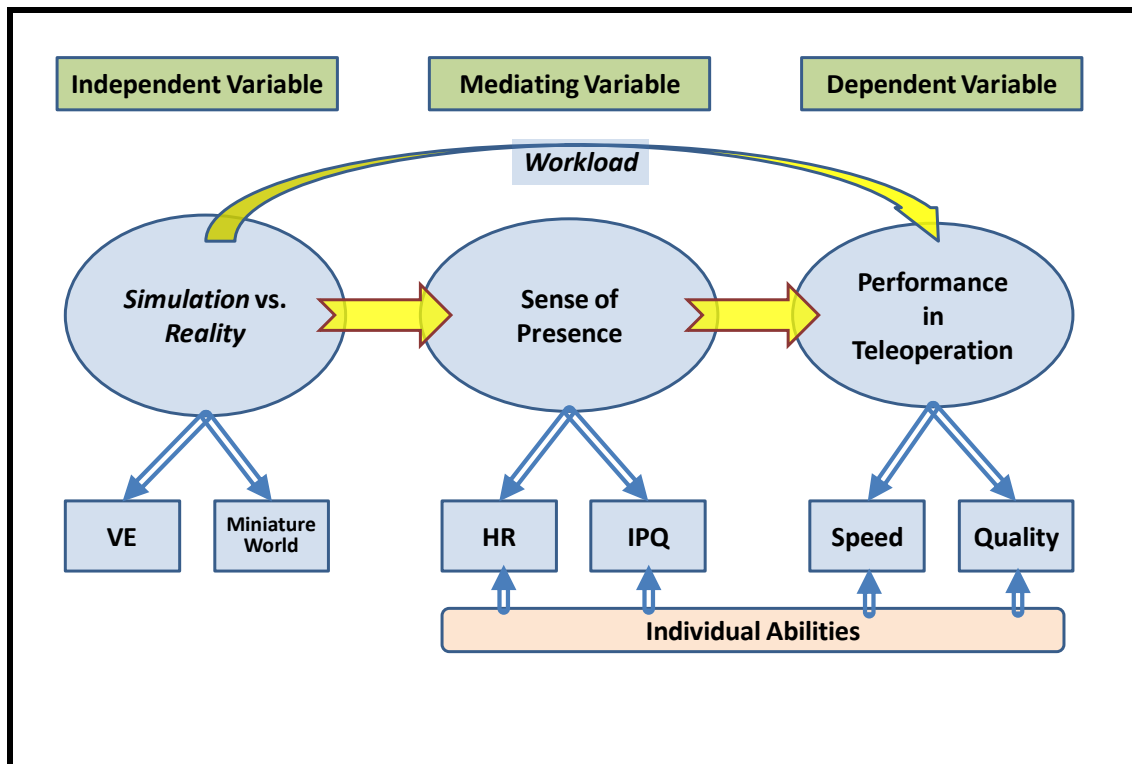 Independent Variable
Mediating Variable
Dependent Variable
Workload
Simulation vs.
Reality
Sense of
Presence
Performance
in
Teleoperation
VE
Miniature
World
HR
IPQ
Speed
Quality
Individual Abilities